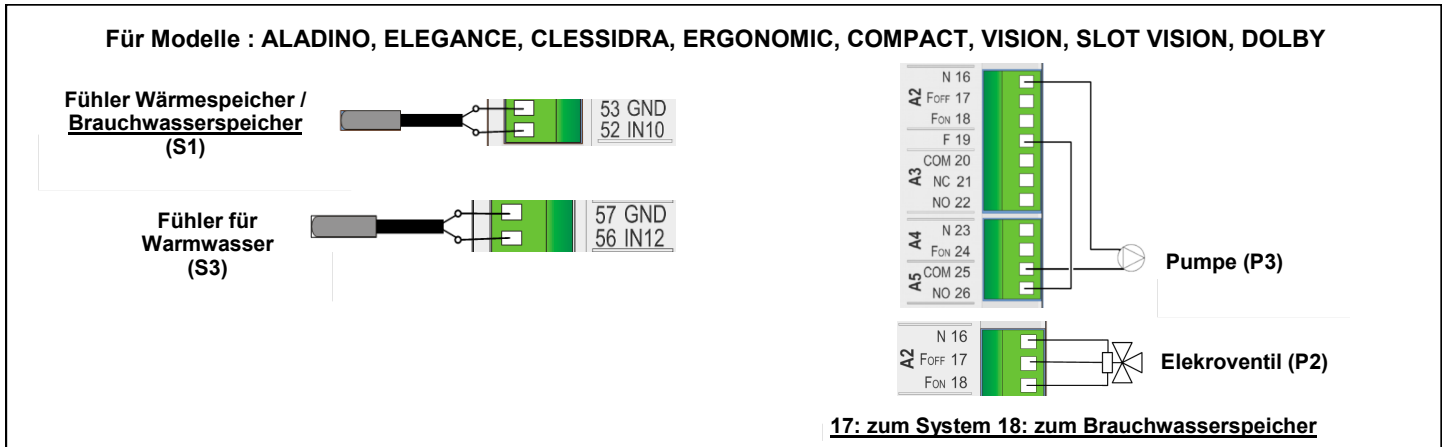 Für Modelle : ALADINO, ELEGANCE, CLESSIDRA, ERGONOMIC, COMPACT, VISION, SLOT VISION, DOLBY
Fühler Wärmespeicher /
Brauchwasserspeicher
(S1)
53 GND
52 IN10
Fühler für
Warmwasser
(S3)
57 GND
56 IN12
A2
N 16
FOFF 17
FON 18
F 19
A3
COM 20
NC 21
NO 22
A4
N 23
FON 24
A5
COM 25
NO 26
Pumpe (P3)
A2
N 16
FOFF 17
FON 18
Elekroventil (P2)
17: zum System 18: zum Brauchwasserspeicher